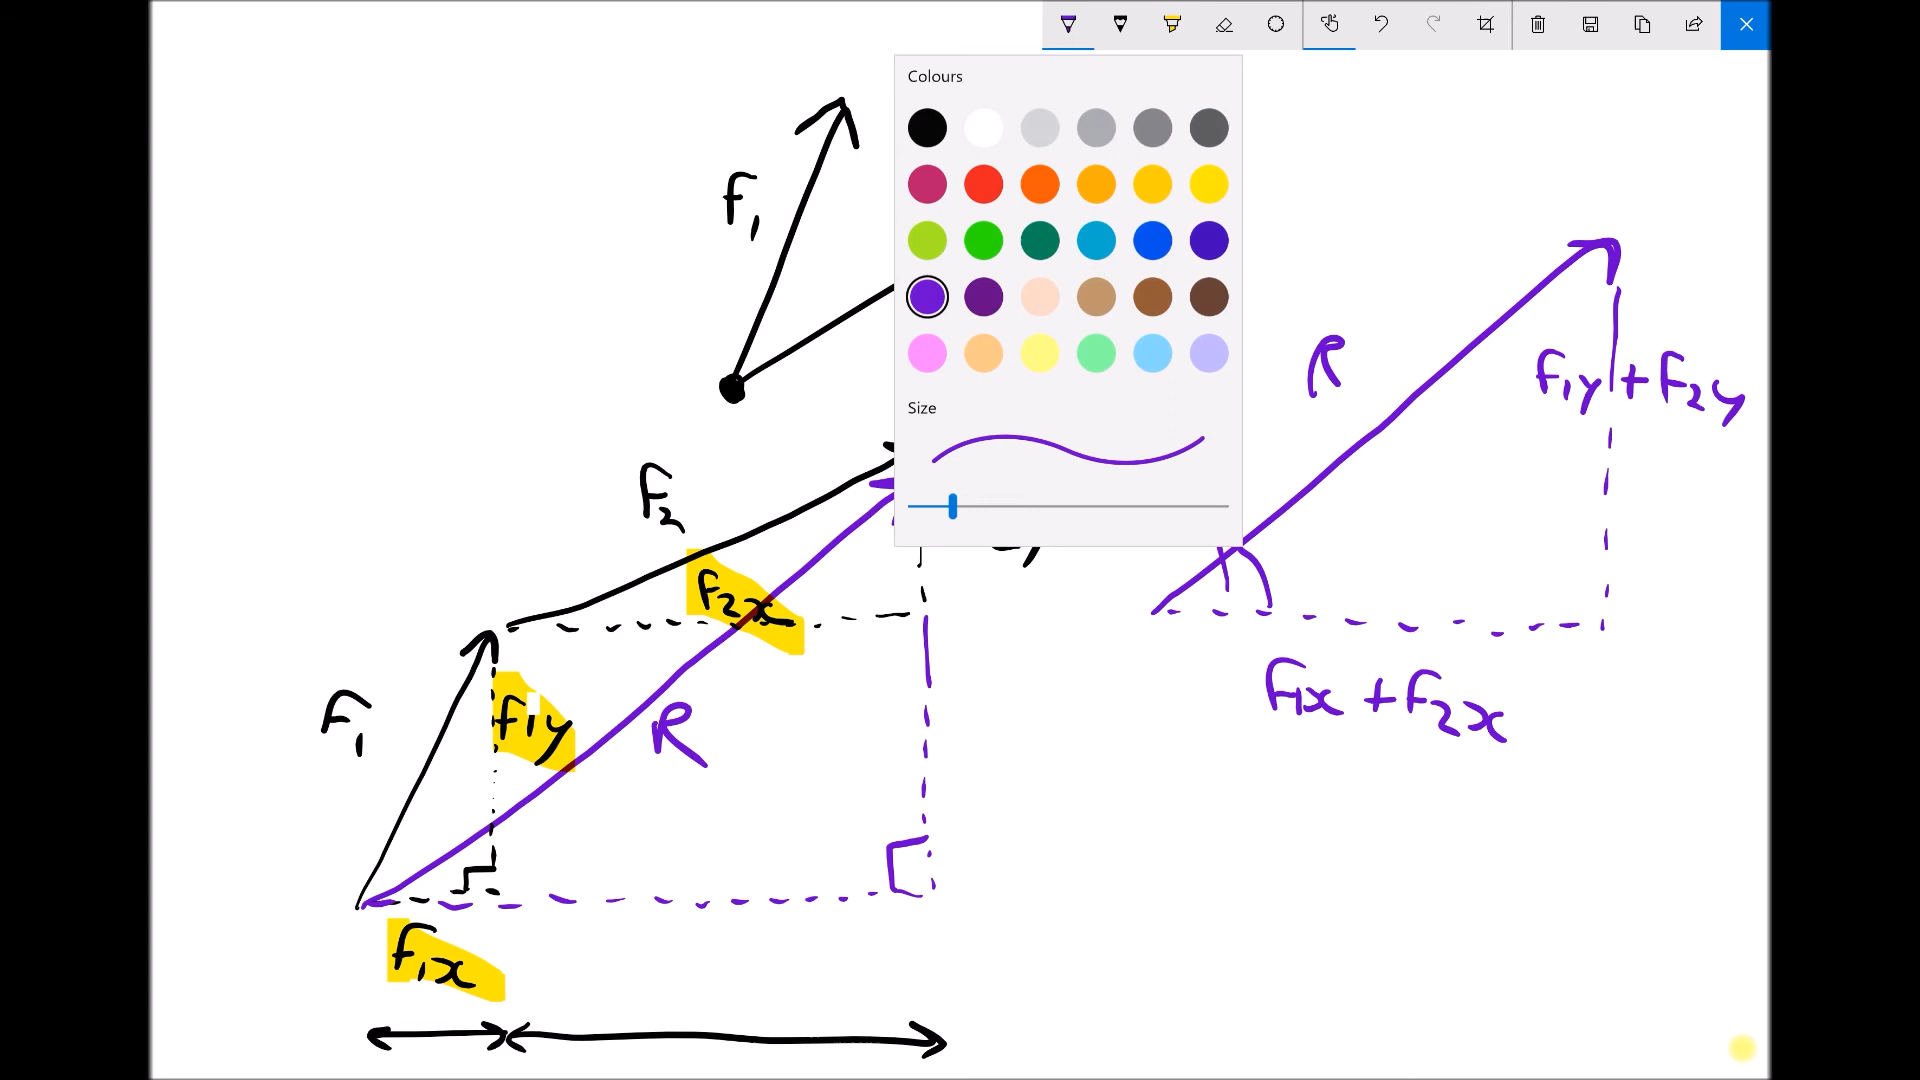 Colours
F1
Size
R
F1y + F2y
F2
F2x
F1
F1y
R
F1x + F2x
F1x